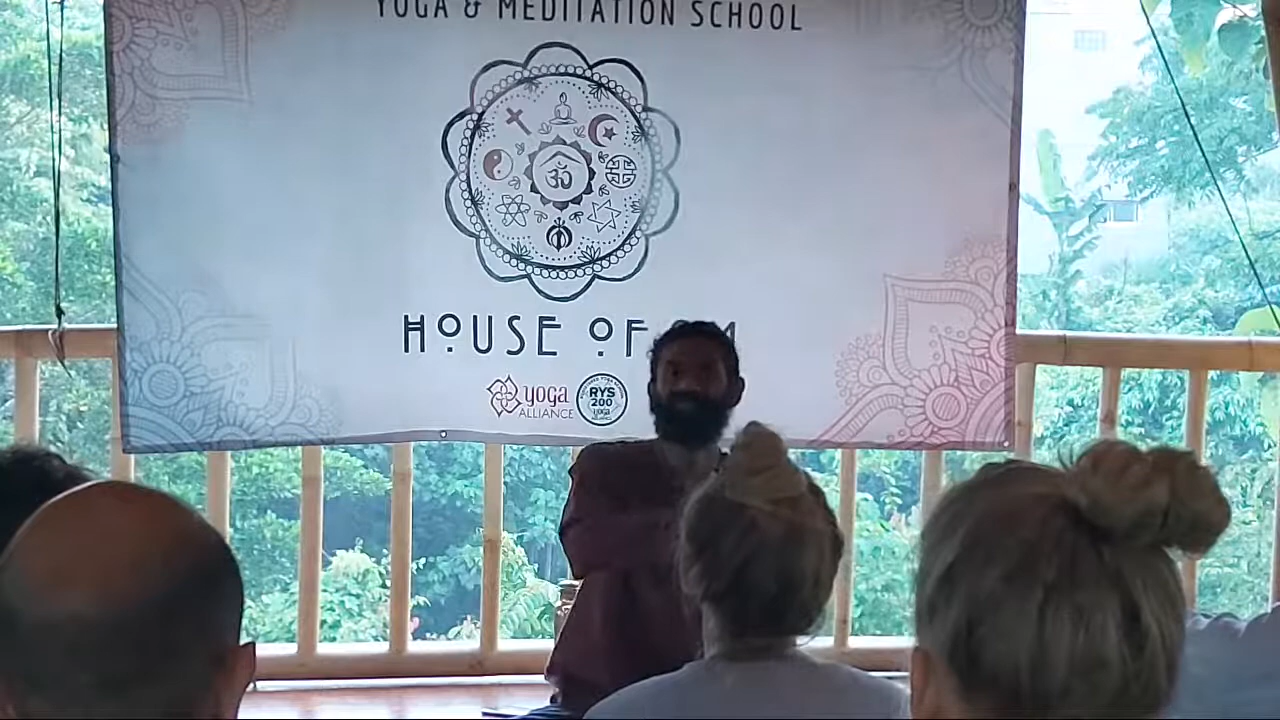 YOGA & MEDITATION SCHOOL
ॐ
HOUSE OF
yoga
ALLIANCE
RYS
200